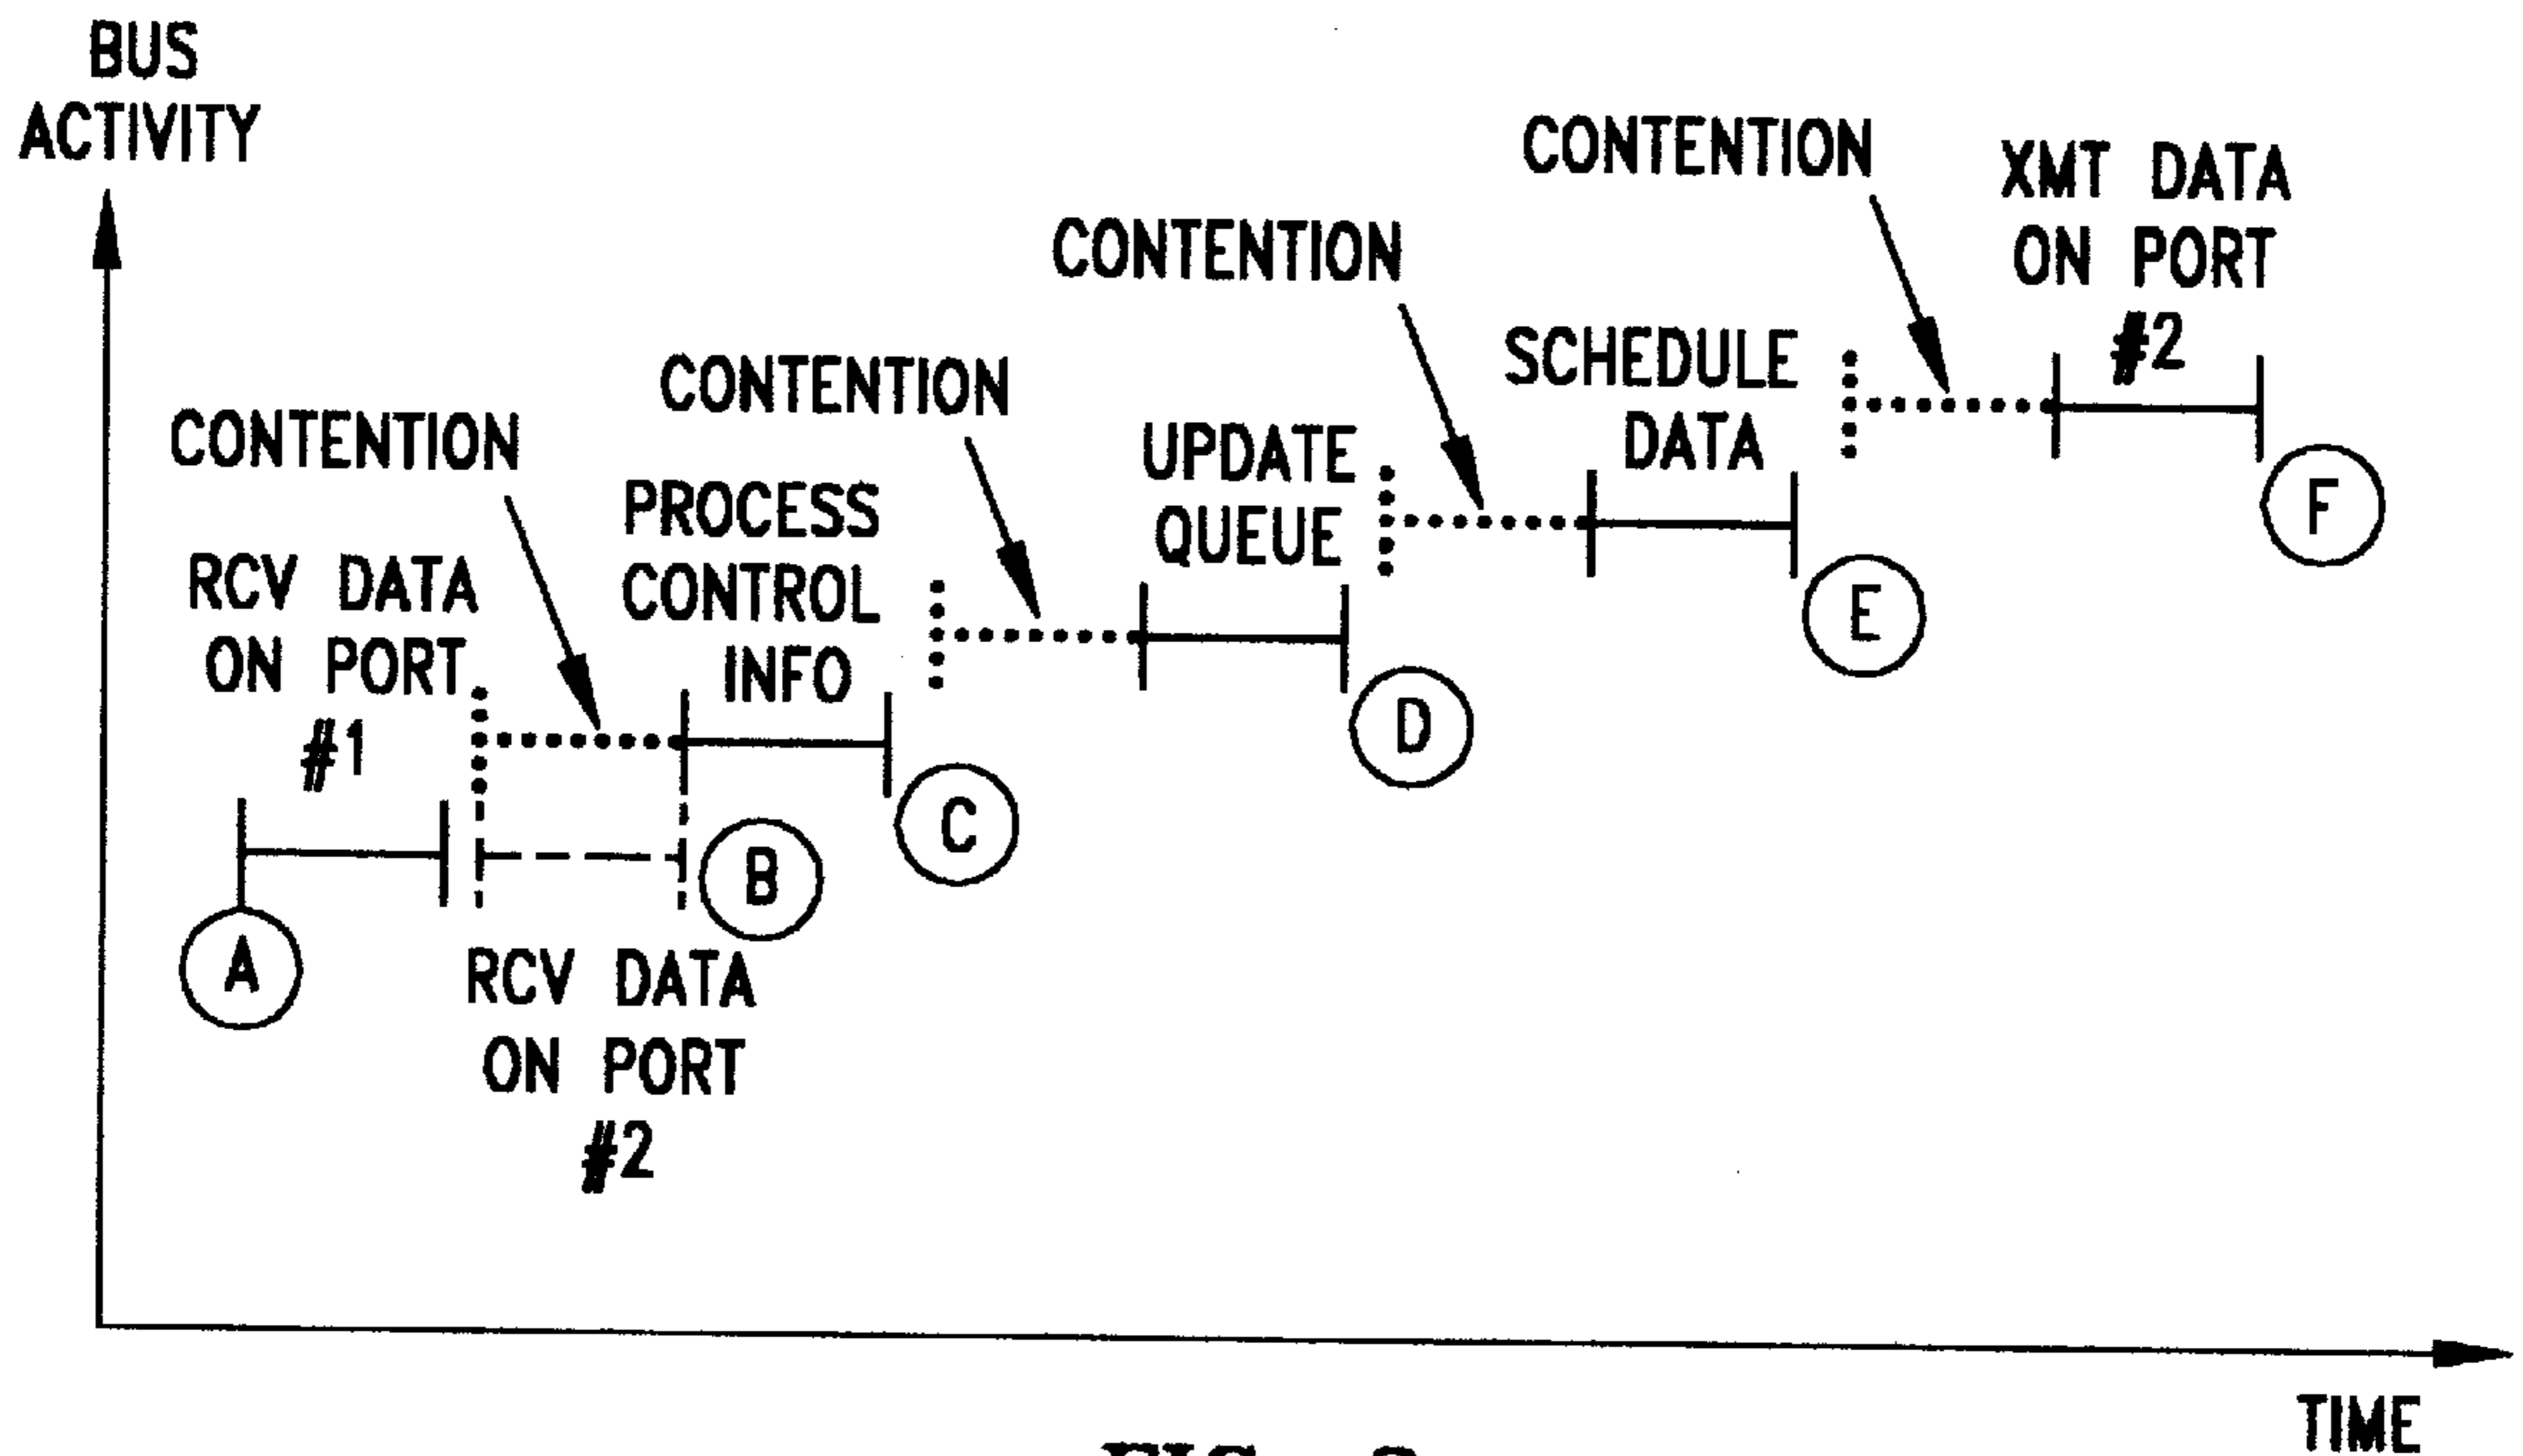 BUS
ACTIVITY
CONTENTION
XMT DATA
ON PORT
#2
CONTENTION
SCHEDULE
DATA
CONTENTION
UPDATE
QUEUE
CONTENTION
PROCESS
CONTROL
INFO
RCV DATA
ON PORT
#1
F
E
D
C
B
A
RCV DATA
ON PORT
#2
TIME